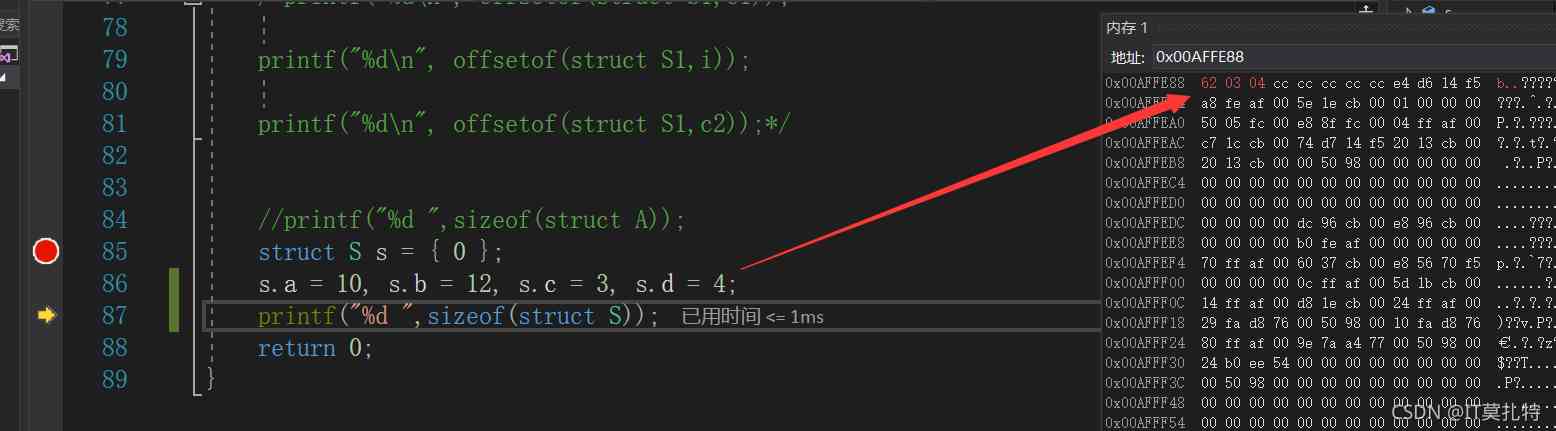 78
79 printf("%d\n", offsetof(struct S1,i));
80
81 printf("%d\n", offsetof(struct S1,c2));*/
82
83
84 //printf("%d ",sizeof(struct A));
85 struct S s = { 0 };
86 s.a = 10, s.b = 12, s.c = 3, s.d = 4;
87 printf("%d ",sizeof(struct S)); 已用时间 <= 1ms
88 return 0;
89 }
搜索
内存 1
地址: 0x00AFFE88
0x00AFFE88 62 03 04 cc cc cc cc cc e4 d6 14 f5 b..?????
a8 fe af 00 5e 1e cb 00 01 00 00 00 ???.^.?.
0x00AFFEA0 50 05 fc 00 e8 8f fc 00 04 ff af 00 P.?.???.
0x00AFFEAC c7 1c cb 00 74 d7 14 f5 20 13 cb 00 ?.?.t?.?
0x00AFFEB8 20 13 cb 00 00 50 98 00 00 00 00 00 .?..P?.
0x00AFFEC4 00 00 00 00 00 00 00 00 00 00 00 00 ........
0x00AFFED0 00 00 00 00 00 00 00 00 00 00 00 00 ........
0x00AFFEDC 00 00 00 00 dc 96 cb 00 e8 96 cb 00 ....???.
0x00AFFEE8 00 00 00 00 b0 fe af 00 00 00 00 00 ....???.
0x00AFFEF4 70 ff af 00 60 37 cb 00 e8 56 70 f5 p.?.`7?.
0x00AFFF00 00 00 00 00 0c ff af 00 5d 1b cb 00
0x00AFFF0C 14 ff af 00 d8 1e cb 00 24 ff af 00
0x00AFFF18 29 fa d8 76 00 50 98 00 10 fa d8 76 )??v.P?.
0x00AFFF24 80 ff af 00 9e 7a a4 77 00 50 98 00 €'.?.?z?
0x00AFFF30 24 b0 ee 54 00 00 00 00 00 00 00 00 $??T....
0x00AFFF3C 00 50 98 00 00 00 00 00 00 00 00 00 .P?.....
0x00AFFF48 00 00 00 00 00 00 00 00 00 00 00 00
0x00AFFF54 00 00 00 00 00 00 00 00 00 00 00 00
CSDN @IT莫扎特